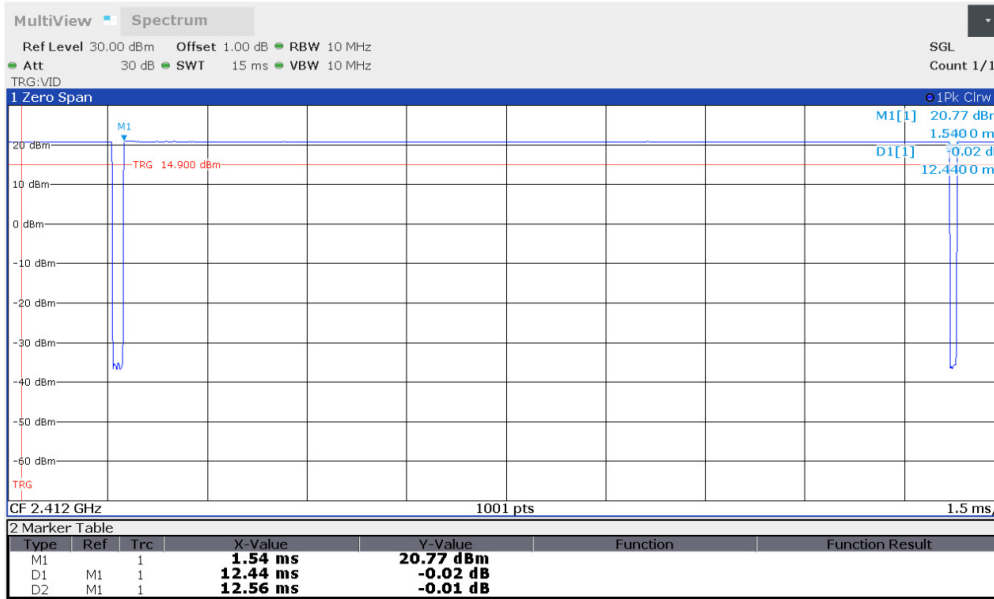 MultiView Spectrum
Ref Level 30.00 dBm Offset 1.00 dB RBW 10 MHz SGL
Att 30 dB SWT 15 ms VBW 10 MHz Count 1/1
TRG:VID
1 Zero Span 1Pk Clrw
M1[1] 20.77 dBm
1.5400 m
D1[1] -0.02 d
12.4400 m
M1
20 dBm
TRG 14.900 dBm
10 dBm
0 dBm
-10 dBm
-20 dBm
-30 dBm
-40 dBm
-50 dBm
-60 dBm
TRG
CF 2.412 GHz 1001 pts 1.5 ms/
2 Marker Table
Type Ref Trc X-Value Y-Value Function Function Result
M1 1 1.54 ms 20.77 dBm
D1 M1 1 12.44 ms -0.02 dB
D2 M1 1 12.56 ms -0.01 dB